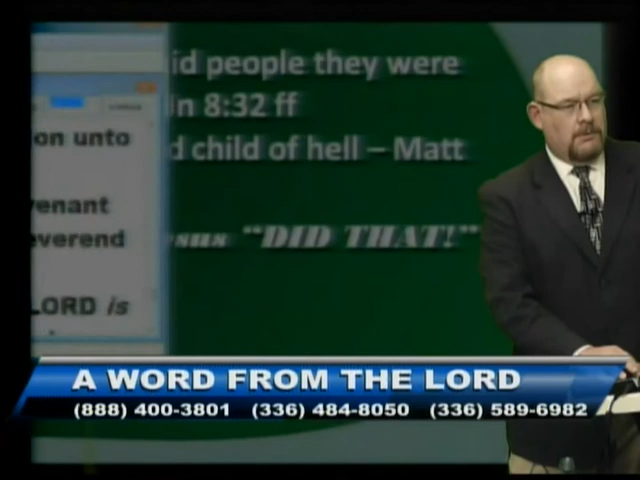 id people they were
n 8:32 ff
d child of hell – Matt
sus "DID THAT!"
on unto
venant
everend
LORD is
A WORD FROM THE LORD
(888) 400-3801 (336) 484-8050 (336) 589-6982